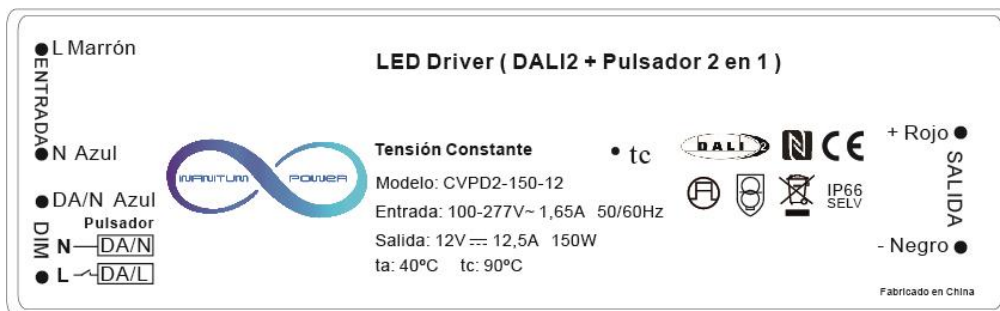 L Marrón
ENTRADA
N Azul
DA/N Azul
DIM
Pulsador
N DA/N
L DA/L
INFINITUM POWER
LED Driver ( DALI2 + Pulsador 2 en 1 )
Tensión Constante
• tc
Modelo: CVPD2-150-12
Entrada: 100-277V~ 1,65A 50/60Hz
Salida: 12V⎓ 12,5A 150W
ta: 40ºC tc: 90ºC
DALI 2
N CE
IP66
SELV
+ Rojo
SALIDA
- Negro
Fabricado en China